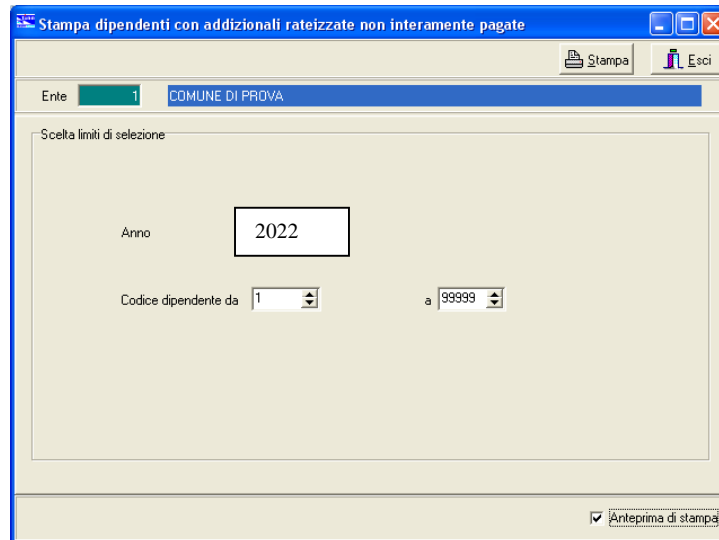 Stampa dipendenti con addizionali rateizzate non interamente pagate
Stampa Esci
Ente 1 COMUNE DI PROVA
Scelta limiti di selezione
Anno 2022
Codice dipendente da 1 a 99999
Anteprima di stampa